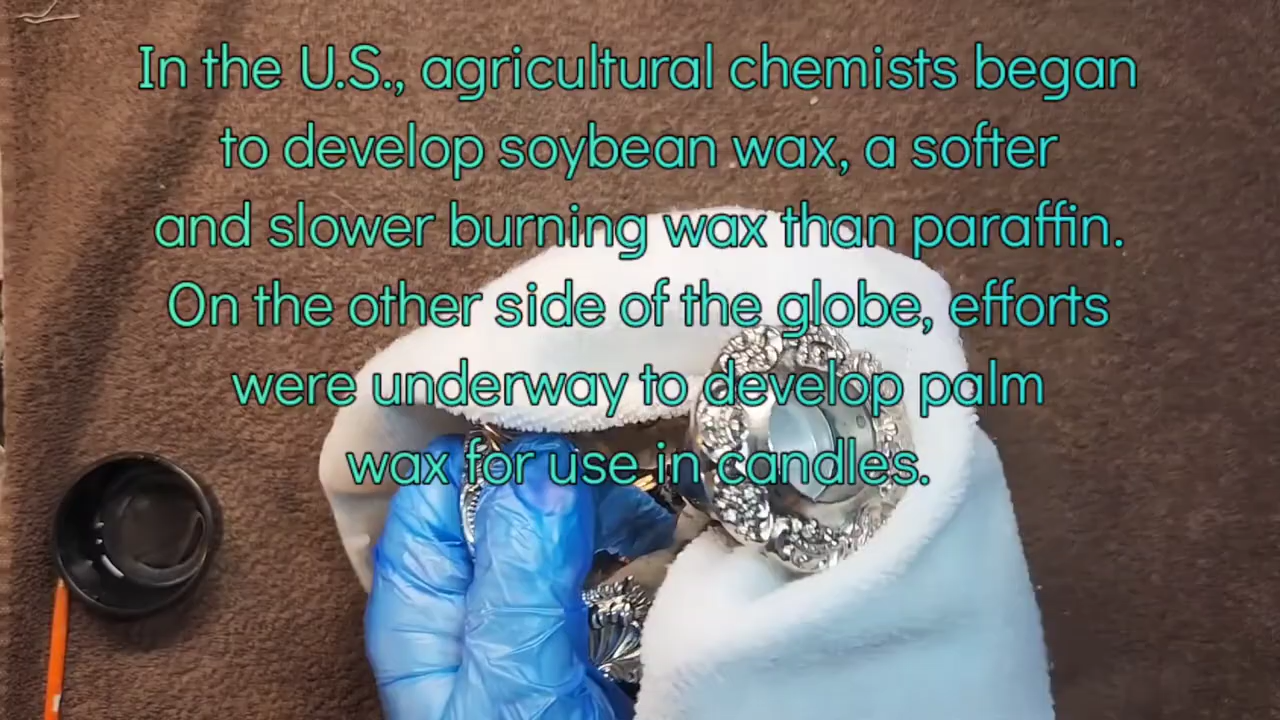 In the U.S., agricultural chemists began
to develop soybean wax, a softer
and slower burning wax than paraffin.
On the other side of the globe, efforts
were underway to develop palm
wax for use in candles.